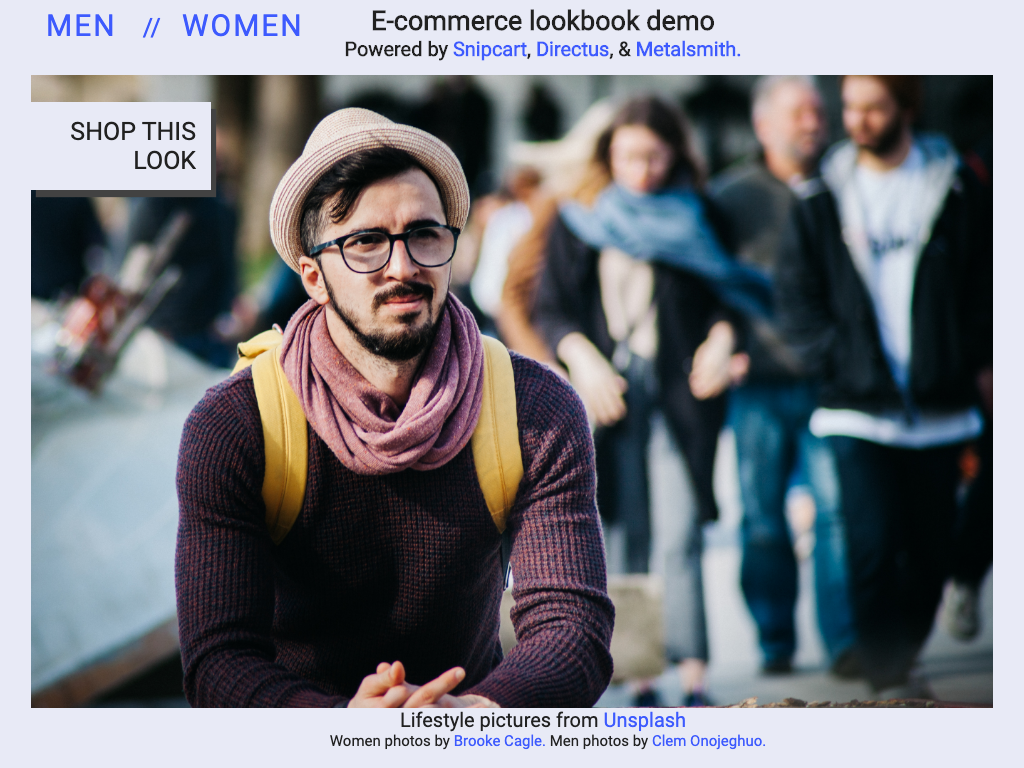 MEN // WOMEN
E-commerce lookbook demo
Powered by Snipcart, Directus, & Metalsmith.
SHOP THIS
LOOK
Lifestyle pictures from Unsplash
Women photos by Brooke Cagle. Men photos by Clem Onojeghuo.